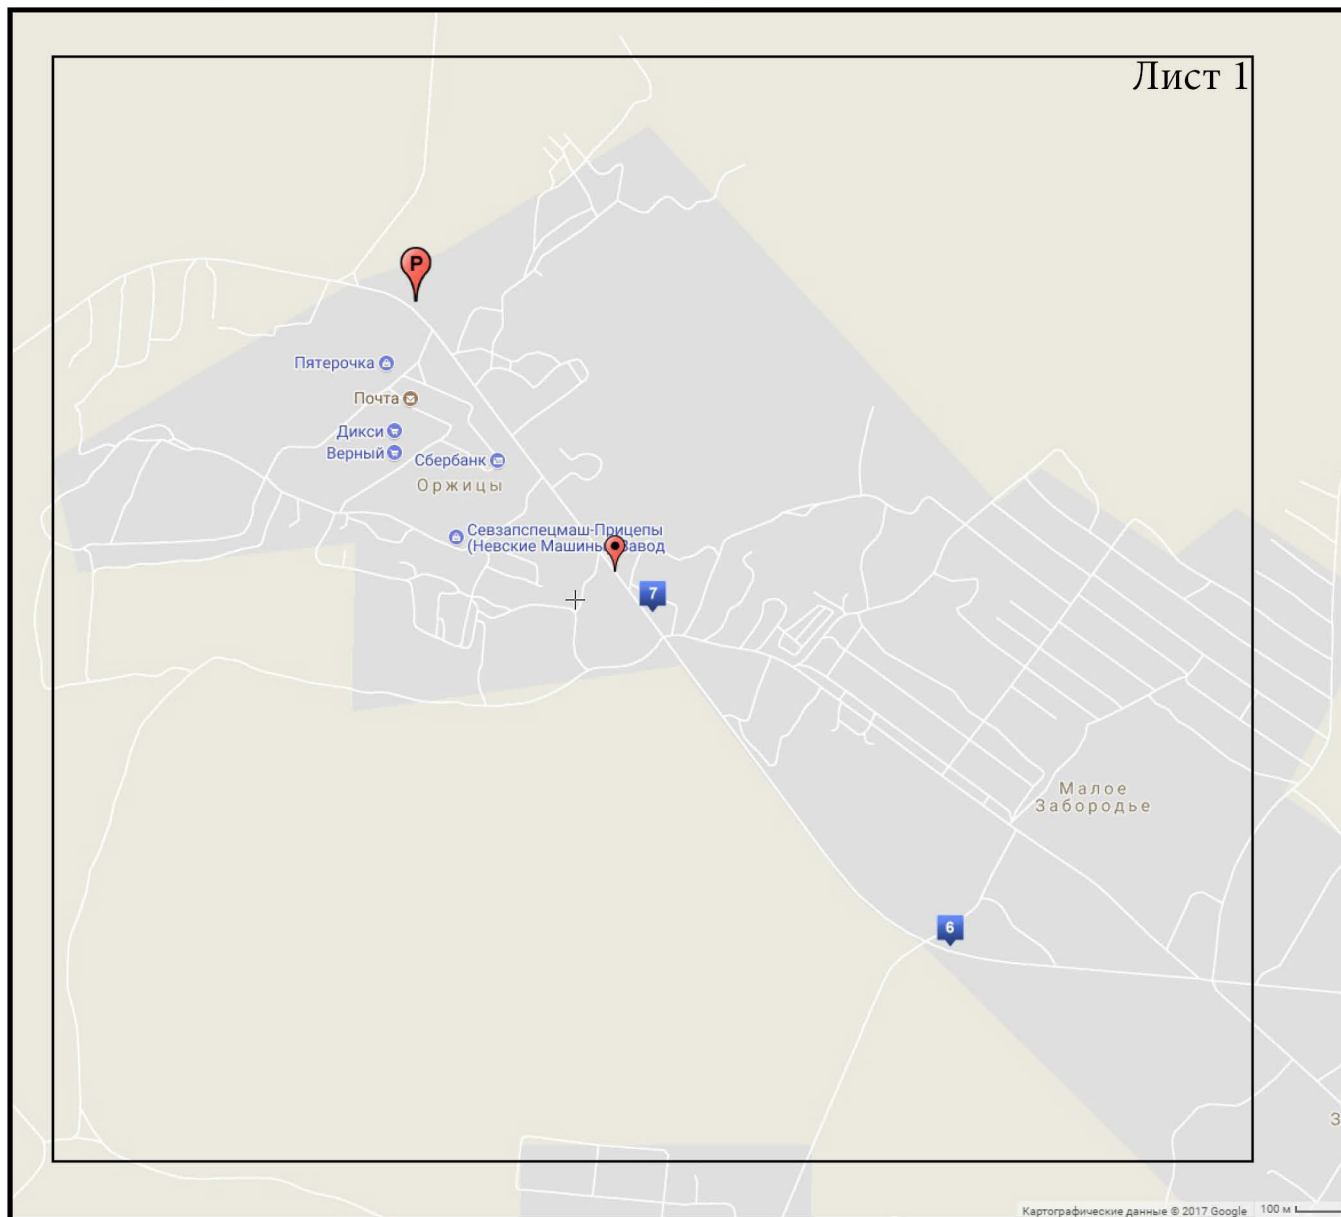 Лист 1
P
Пятерочка
Почта
Дикси
Верный
Сбербанк
Оржицы
Севзапспецмаш-Прицепы
(Невские Машины) Завод
7
Малое
Забородье
6
З
Картографические данные © 2017 Google 100 м